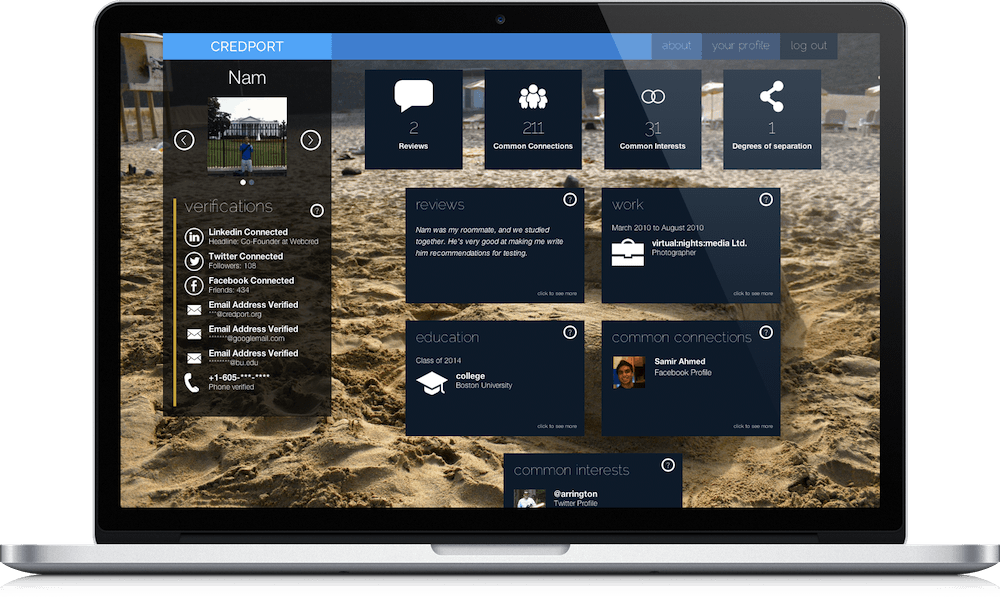 CREDPORT
about
your profile
log out
Nam
verifications
?
Linkedin Connected
Headline: Co-Founder at Webcred
Twitter Connected
Followers: 108
Facebook Connected
Friends: 434
Email Address Verified
***@credport.org
Email Address Verified
*******@googlemail.com
Email Address Verified
*******@bu.edu
+1-605-***-****
Phone verified
2
Reviews
211
Common Connections
31
Common Interests
1
Degrees of separation
reviews
?
Nam was my roommate, and we studied
together. He's very good at making me write
him recommendations for testing.
click to see more
work
?
March 2010 to August 2010
virtual:nights:media Ltd.
Photographer
click to see more
education
?
Class of 2014
college
Boston University
click to see more
common connections
?
Samir Ahmed
Facebook Profile
click to see more
common interests
?
@arrington
Twitter Profile